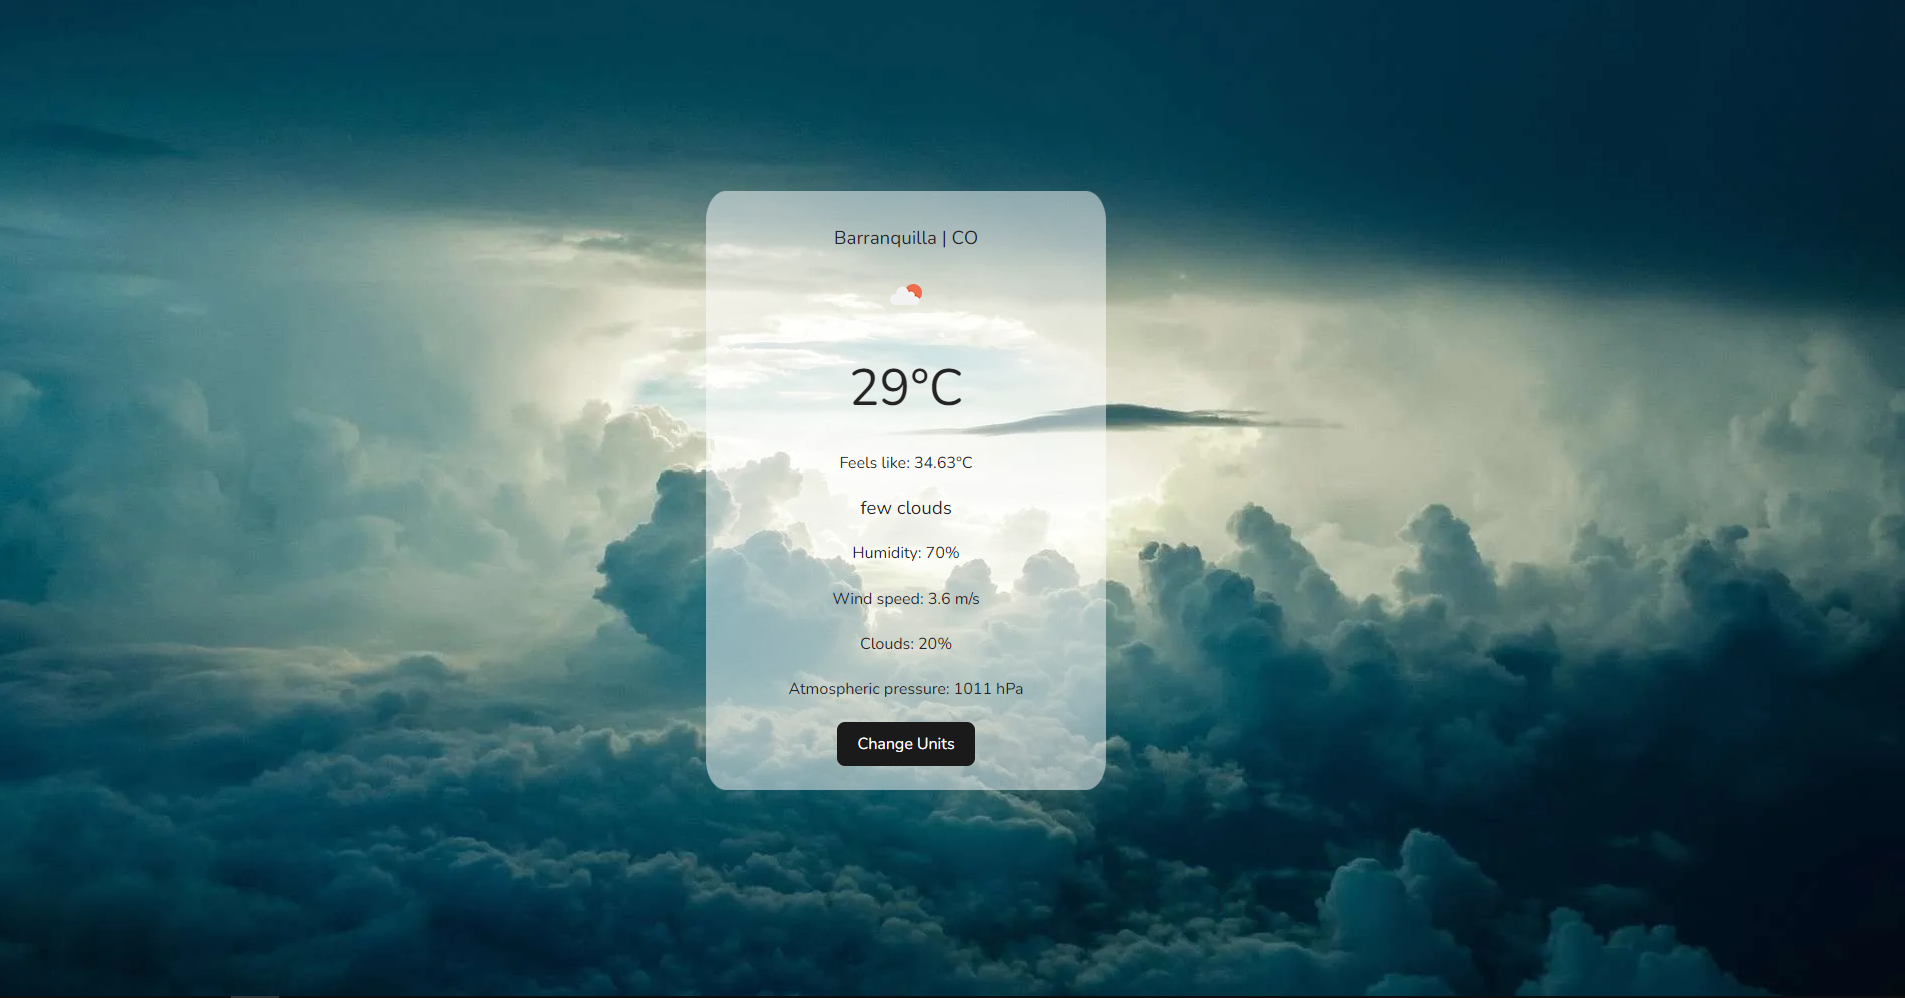 Barranquilla | CO
29°C
Feels like: 34.63°C
few clouds
Humidity: 70%
Wind speed: 3.6 m/s
Clouds: 20%
Atmospheric pressure: 1011 hPa
Change Units